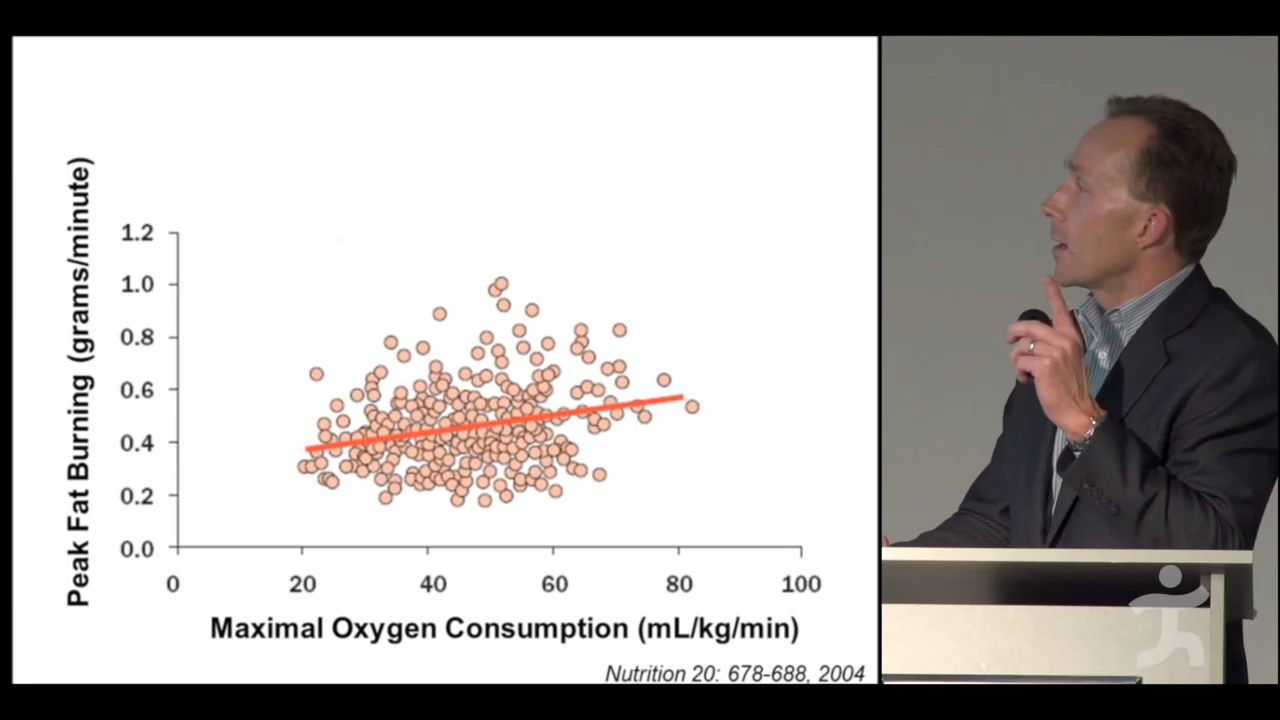 Peak Fat Burning (grams/minute)
1.2
1.0
0.8
0.6
0.4
0.2
0.0
0 20 40 60 80 100
Maximal Oxygen Consumption (mL/kg/min)
Nutrition 20: 678-688, 2004